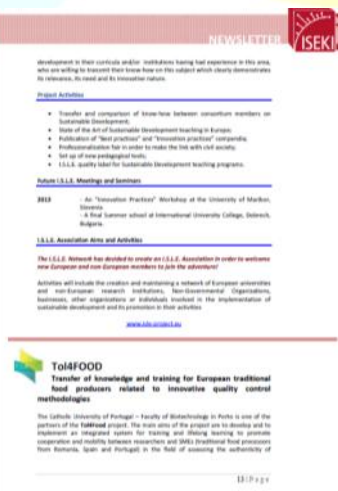 NEWSLETTER
ISEKI
development in their curricula and/or institutions having had experience in this area,
who are willing to transmit their know-how on this subject which clearly demonstrates
its relevance, its need and its innovative nature.
Project Activities
• Transfer and comparison of know-how between consortium members on
Sustainable Development;
• State of the Art of Sustainable Development teaching in Europe;
• Publication of "Best practices" and "Innovation practices" compendia;
• Professionalization fair in order to make the link with civil society;
• Set up of new pedagogical tools;
• I.S.L.E. quality label for Sustainable Development teaching programs.
Future I.S.L.E. Meetings and Seminars
2013 - An "Innovation Practices" Workshop at the University of Maribor,
Slovenia.
- A final Summer school at International University College, Dobrich,
Bulgaria.
I.S.L.E. Association Aims and Activities
The I.S.L.E. Network has decided to create an I.S.L.E. Association in order to welcome
new European and non-European members to join the adventure!
Activities will include the creation and maintaining a network of European universities
and non-European research institutions, Non-Governmental Organizations,
businesses, other organizations or individuals involved in the implementation of
sustainable development and its promotion in their activities
www.isle-project.eu
Tol4FOOD
Transfer of knowledge and training for European traditional
food producers related to innovative quality control
methodologies
The Catholic University of Portugal – Faculty of Biotechnology in Porto is one of the
partners of the Tol4Food project. The main aims of the project are to develop and to
implement an integrated system for training and lifelong learning to promote
cooperation and mobility between researchers and SMEs (traditional food processors
from Romania, Spain and Portugal) in the field of assessing the authenticity of
13 | P a g e